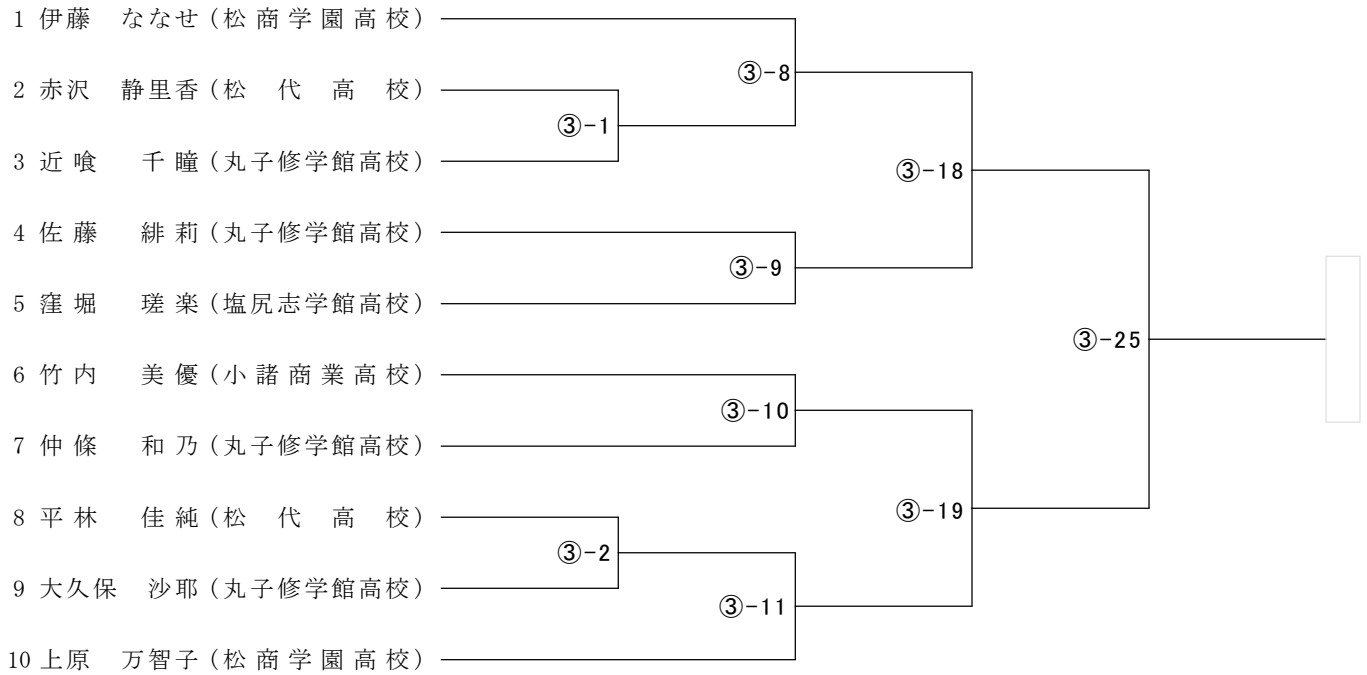 1 伊藤 ななせ（松商学園高校）
③-8
2 赤沢 静里香（松代高校）
③-1
3 近喰 千瞳（丸子修学館高校）
③-18
4 佐藤 緋莉（丸子修学館高校）
③-9
5 窪堀 瑳楽（塩尻志学館高校）
③-25
6 竹内 美優（小諸商業高校）
③-10
7 仲條 和乃（丸子修学館高校）
③-19
8 平林 佳純（松代高校）
③-2
9 大久保 沙耶（丸子修学館高校）
③-11
10 上原 万智子（松商学園高校）